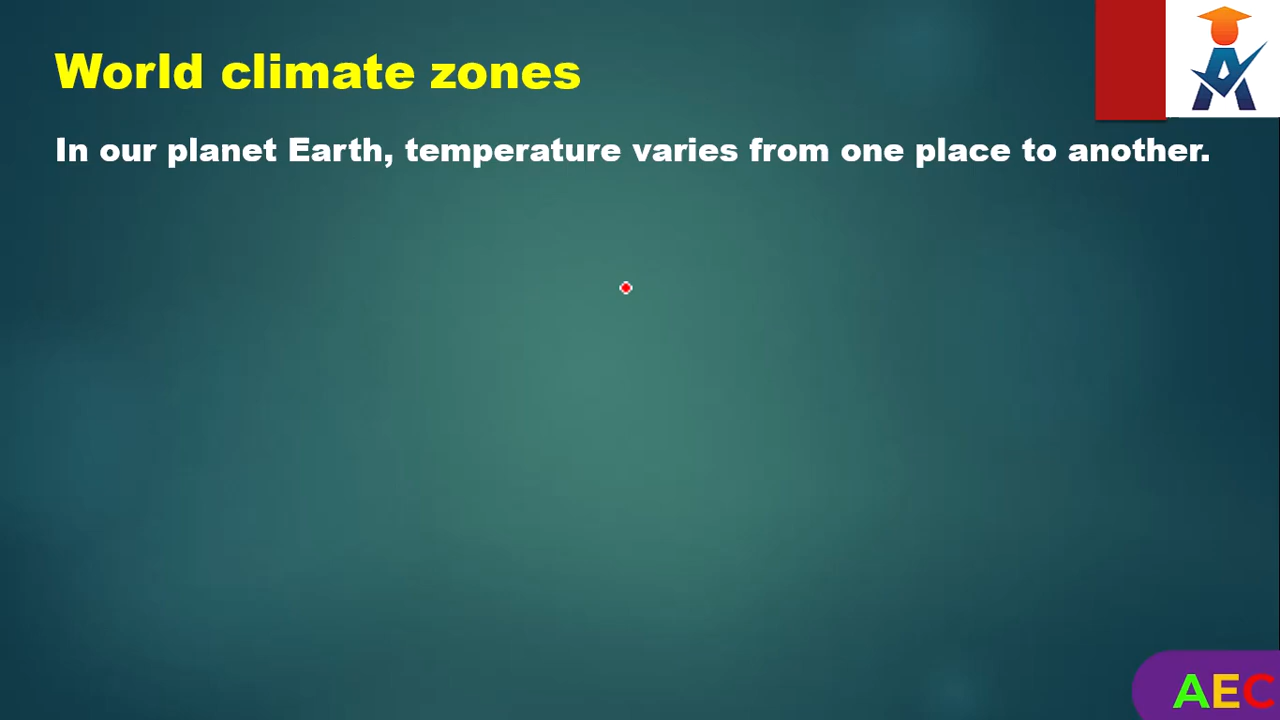 World climate zones
In our planet Earth, temperature varies from one place to another.
AEC